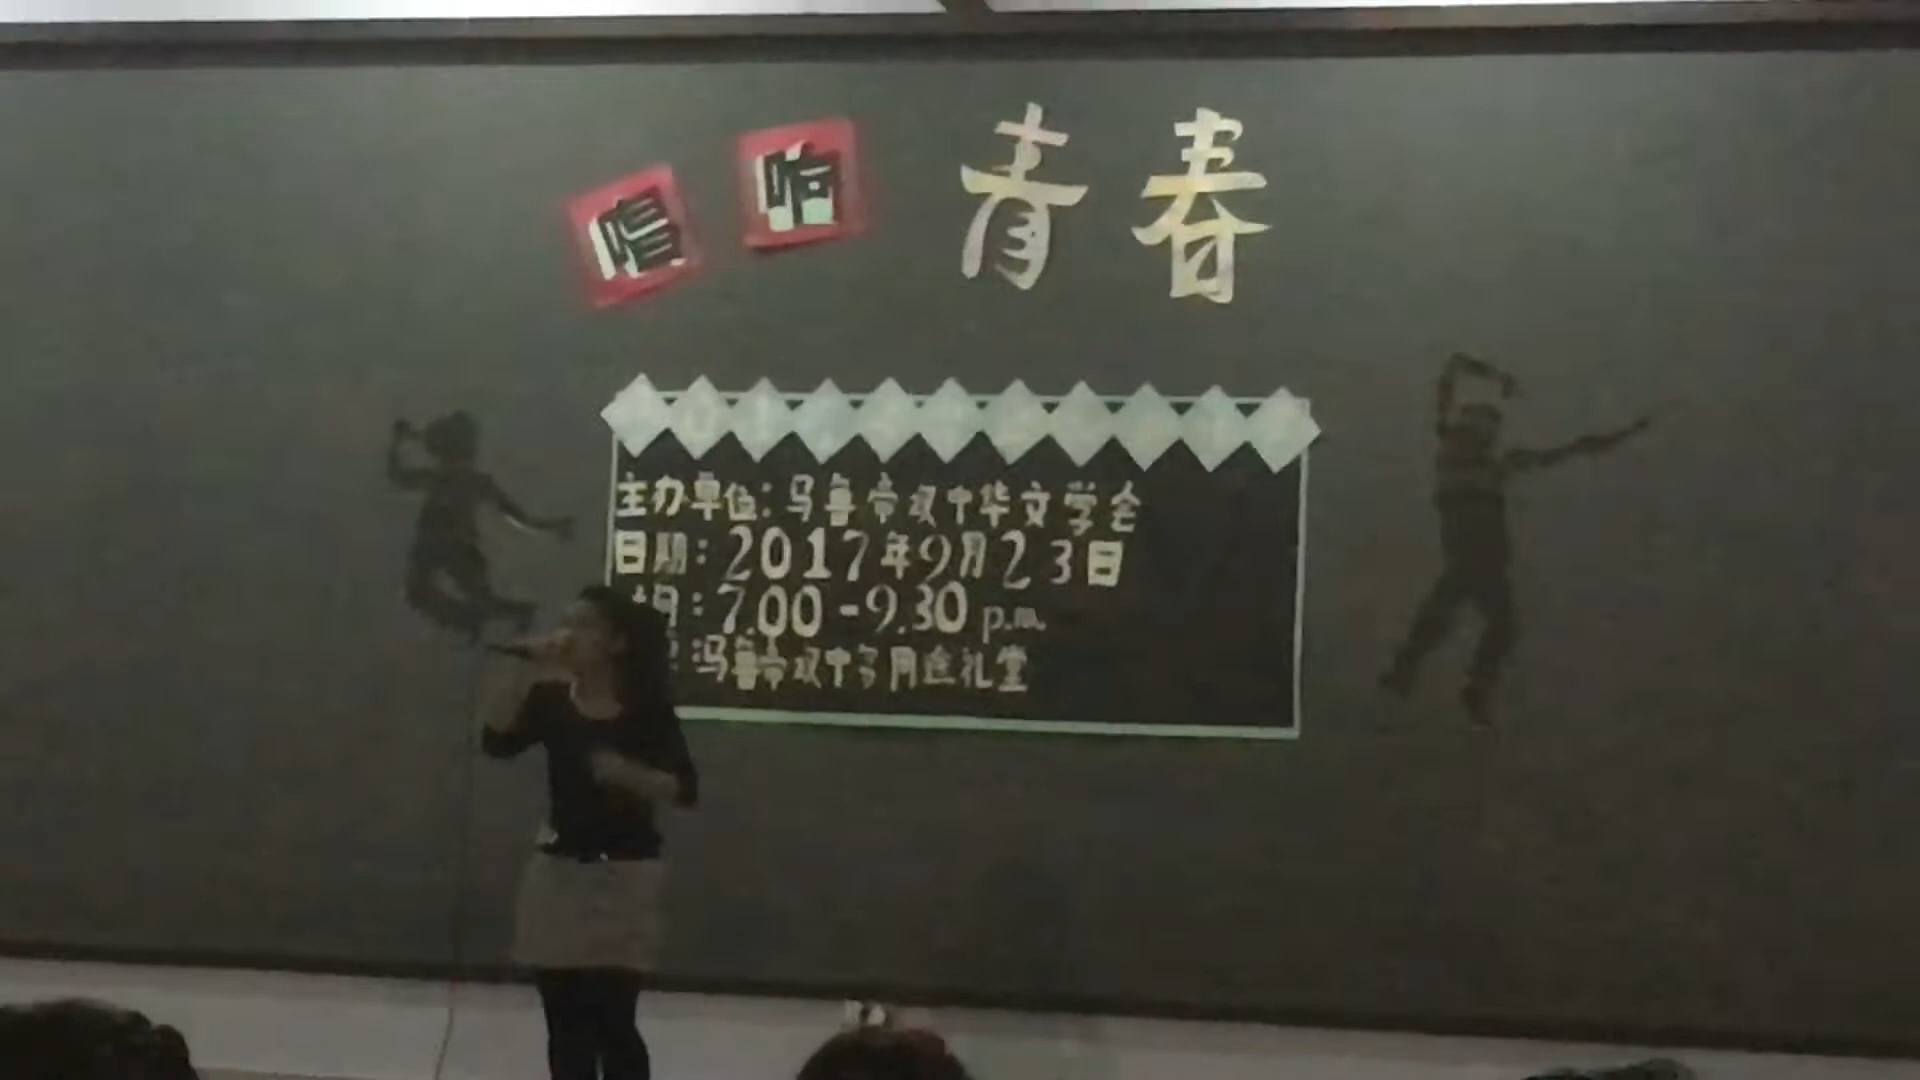 唱响青春
主办单位:马鲁帝双中华文学会
日期:2017年9月23日
间:7.00-9.30 p.m.
:马鲁帝双中多用途礼堂